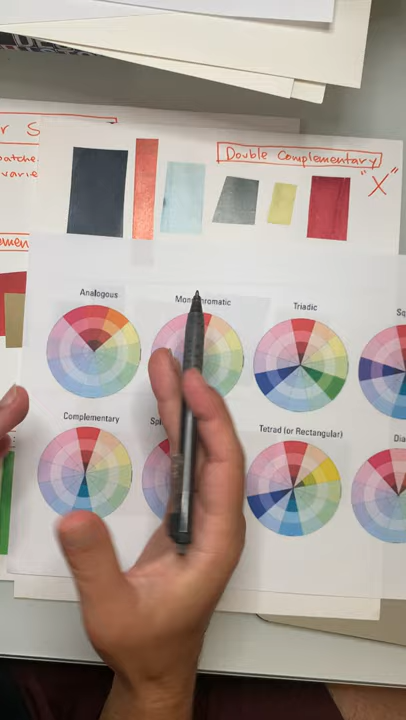 Double Complementary
"X"
Analogous
Monochromatic
Triadic
Complementary
Tetrad (or Rectangular)